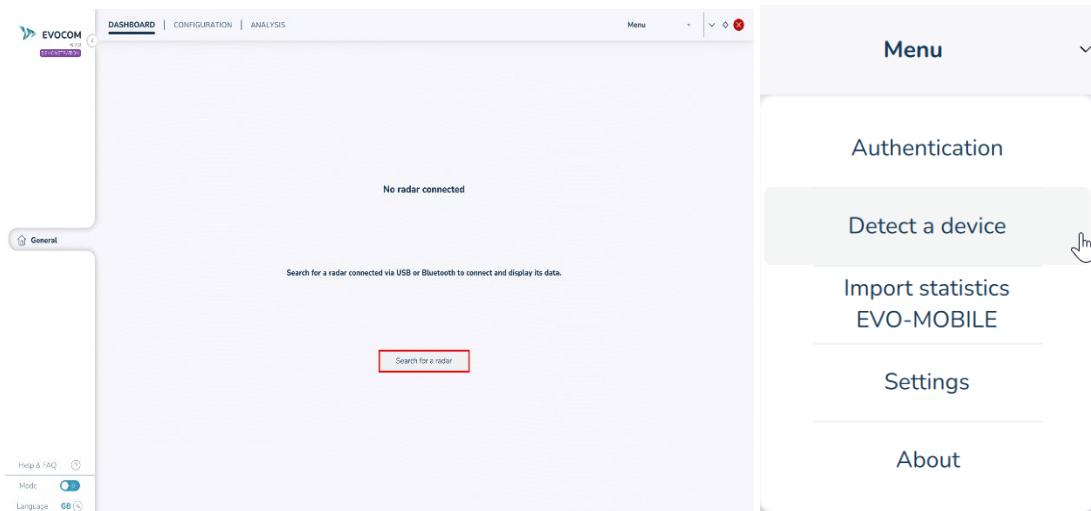 EVOCOM
DEMONSTRATION
DASHBOARD | CONFIGURATION | ANALYSIS
Menu
No radar connected
General
Search for a radar connected via USB or Bluetooth to connect and display its data.
Search for a radar
Help & FAQ
Mode
Language GB
Menu
Authentication
Detect a device
Import statistics
EVO-MOBILE
Settings
About